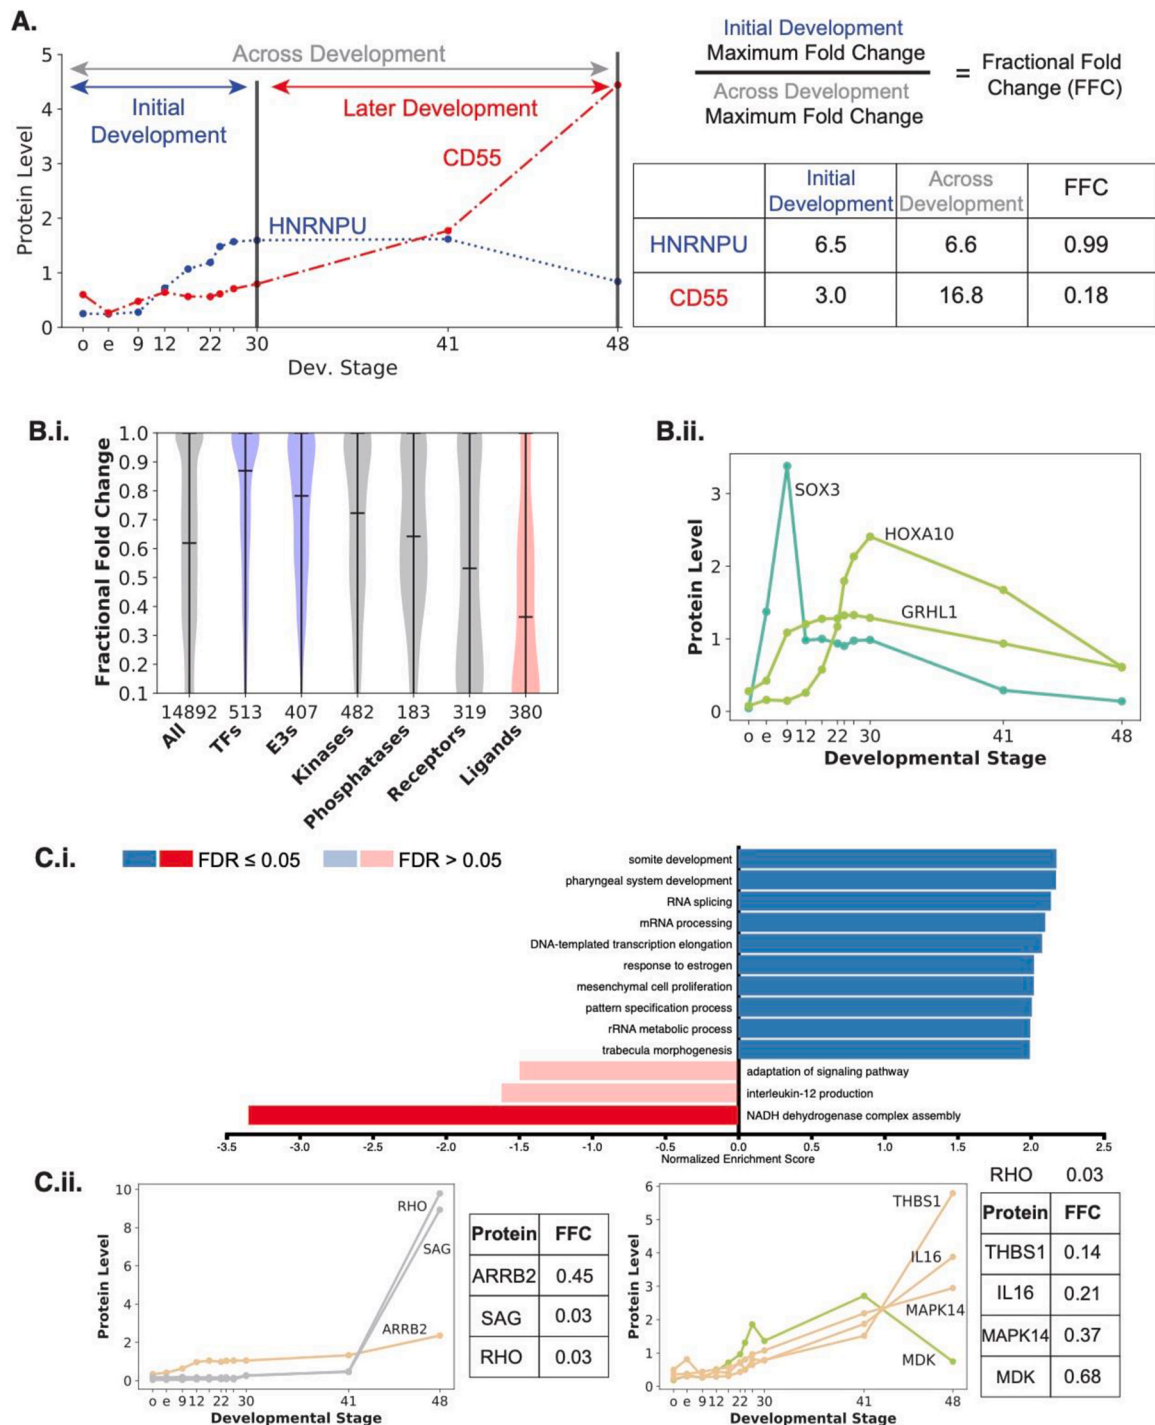 A.
Across Development
Initial
Development
Later Development
CD55
HNRNPU
Protein Level
5
4
3
2
1
0
o e 9 12 22 30 41 48
Dev. Stage
Initial Development
Maximum Fold Change
Across Development
Maximum Fold Change
= Fractional Fold
Change (FFC)
Initial
Development
Across
Development
FFC
HNRNPU 6.5 6.6 0.99
CD55 3.0 16.8 0.18
B.i.
Fractional Fold Change
1.0
0.9
0.8
0.7
0.6
0.5
0.4
0.3
0.2
0.1
14892 513 407 482 183 319 380
All TFs E3s Kinases Phosphatases Receptors Ligands
B.ii.
Protein Level
3
2
1
0
SOX3
HOXA10
GRHL1
o e 9 12 22 30 41 48
Developmental Stage
C.i.
FDR ≤ 0.05 FDR > 0.05
somite development
pharyngeal system development
RNA splicing
mRNA processing
DNA-templated transcription elongation
response to estrogen
mesenchymal cell proliferation
pattern specification process
rRNA metabolic process
trabecula morphogenesis
adaptation of signaling pathway
interleukin-12 production
NADH dehydrogenase complex assembly
-3.5 -3.0 -2.5 -2.0 -1.5 -1.0 -0.5 0.0 0.5 1.0 1.5 2.0 2.5
Normalized Enrichment Score
C.ii.
Protein Level
10
8
6
4
2
0
RHO
SAG
ARRB2
o e 9 12 22 30 41 48
Developmental Stage
Protein FFC
ARRB2 0.45
SAG 0.03
RHO 0.03
Protein Level
6
5
4
3
2
1
0
THBS1
IL16
MAPK14
MDK
o e 9 12 22 30 41 48
Developmental Stage
RHO 0.03
Protein FFC
THBS1 0.14
IL16 0.21
MAPK14 0.37
MDK 0.68